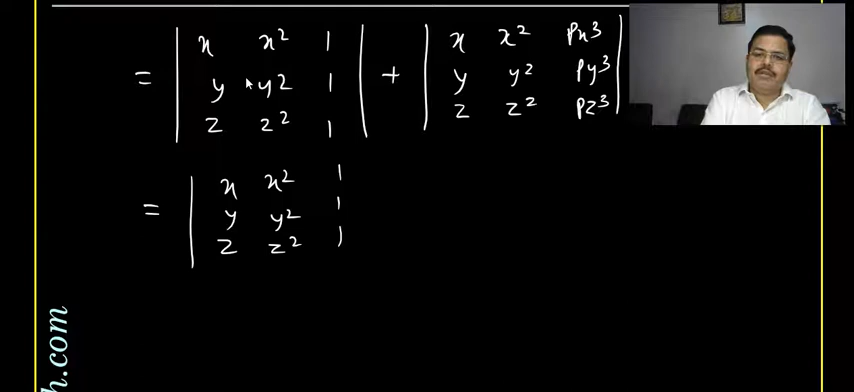 = | x x² 1 | + | x x² px³ |
| y y² 1 | | y y² py³ |
| z z² 1 | | z z² pz³ |
= | x x² 1
| y y² 1
| z z² 1
h.com